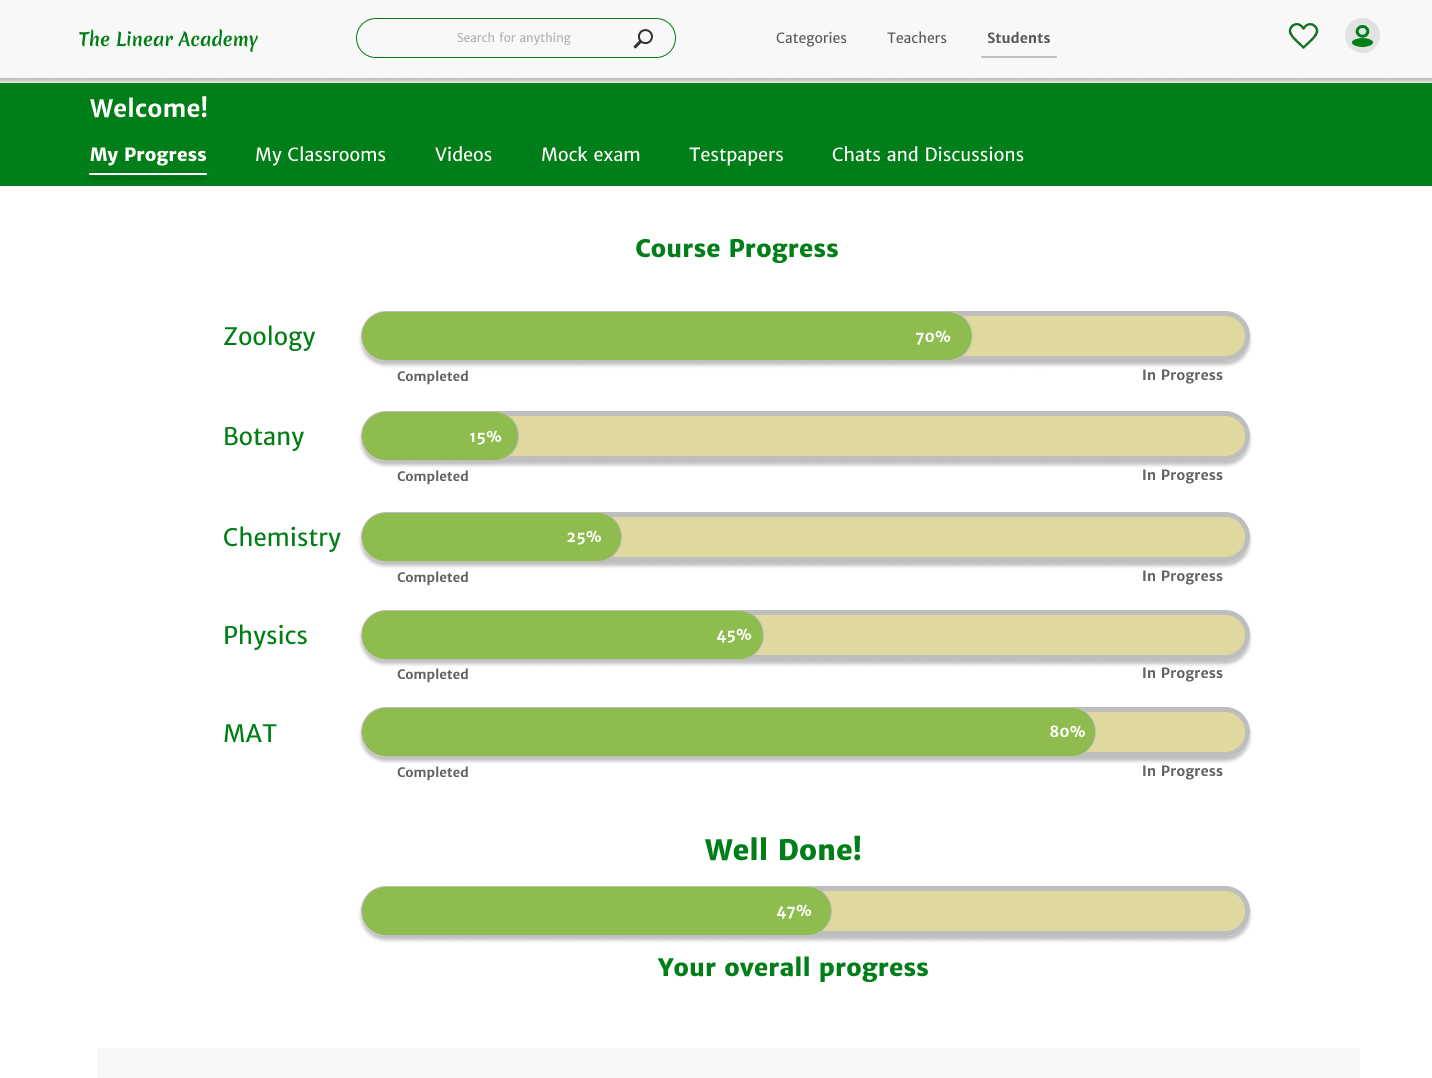 The Linear Academy
Search for anything
Categories Teachers Students
Welcome!
My Progress My Classrooms Videos Mock exam Testpapers Chats and Discussions
Course Progress
Zoology 70%
Completed In Progress
Botany 15%
Completed In Progress
Chemistry 25%
Completed In Progress
Physics 45%
Completed In Progress
MAT 80%
Completed In Progress
Well Done!
47%
Your overall progress